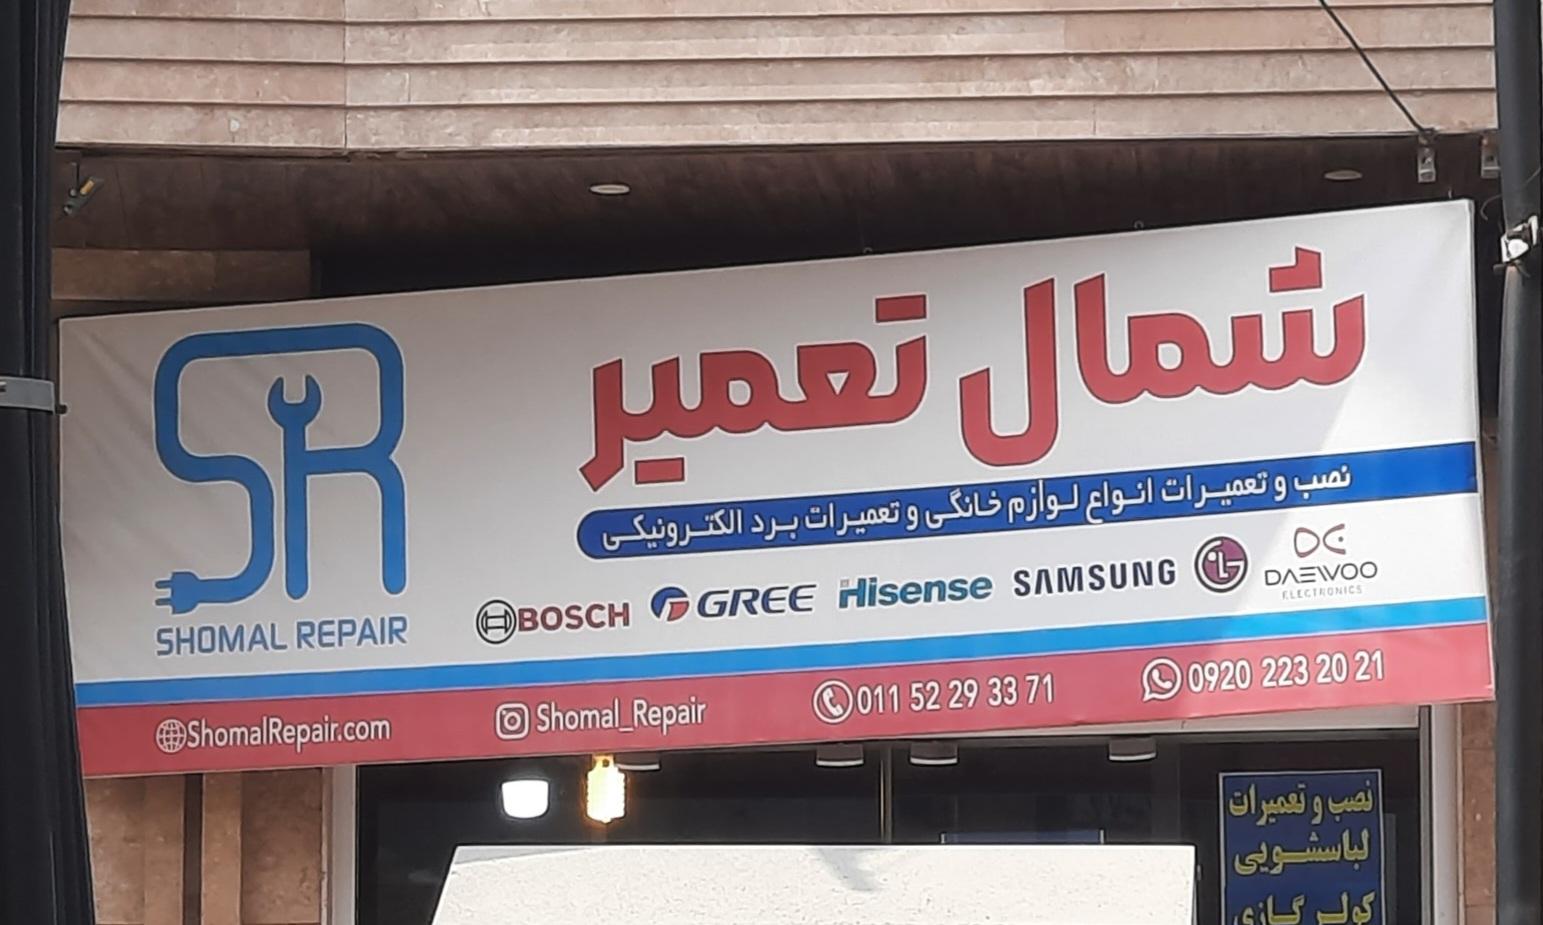 شمال تعمیر
نصب و تعمیرات انواع لوازم خانگی و تعمیرات برد الکترونیکی
SR
SHOMAL REPAIR
BOSCH GREE Hisense SAMSUNG LG DAEWOO
ELECTRONICS
ShomalRepair.com Shomal_Repair 011 52 29 33 71 0920 223 20 21
نصب و تعمیرات
لباسشویی
کولر گازی